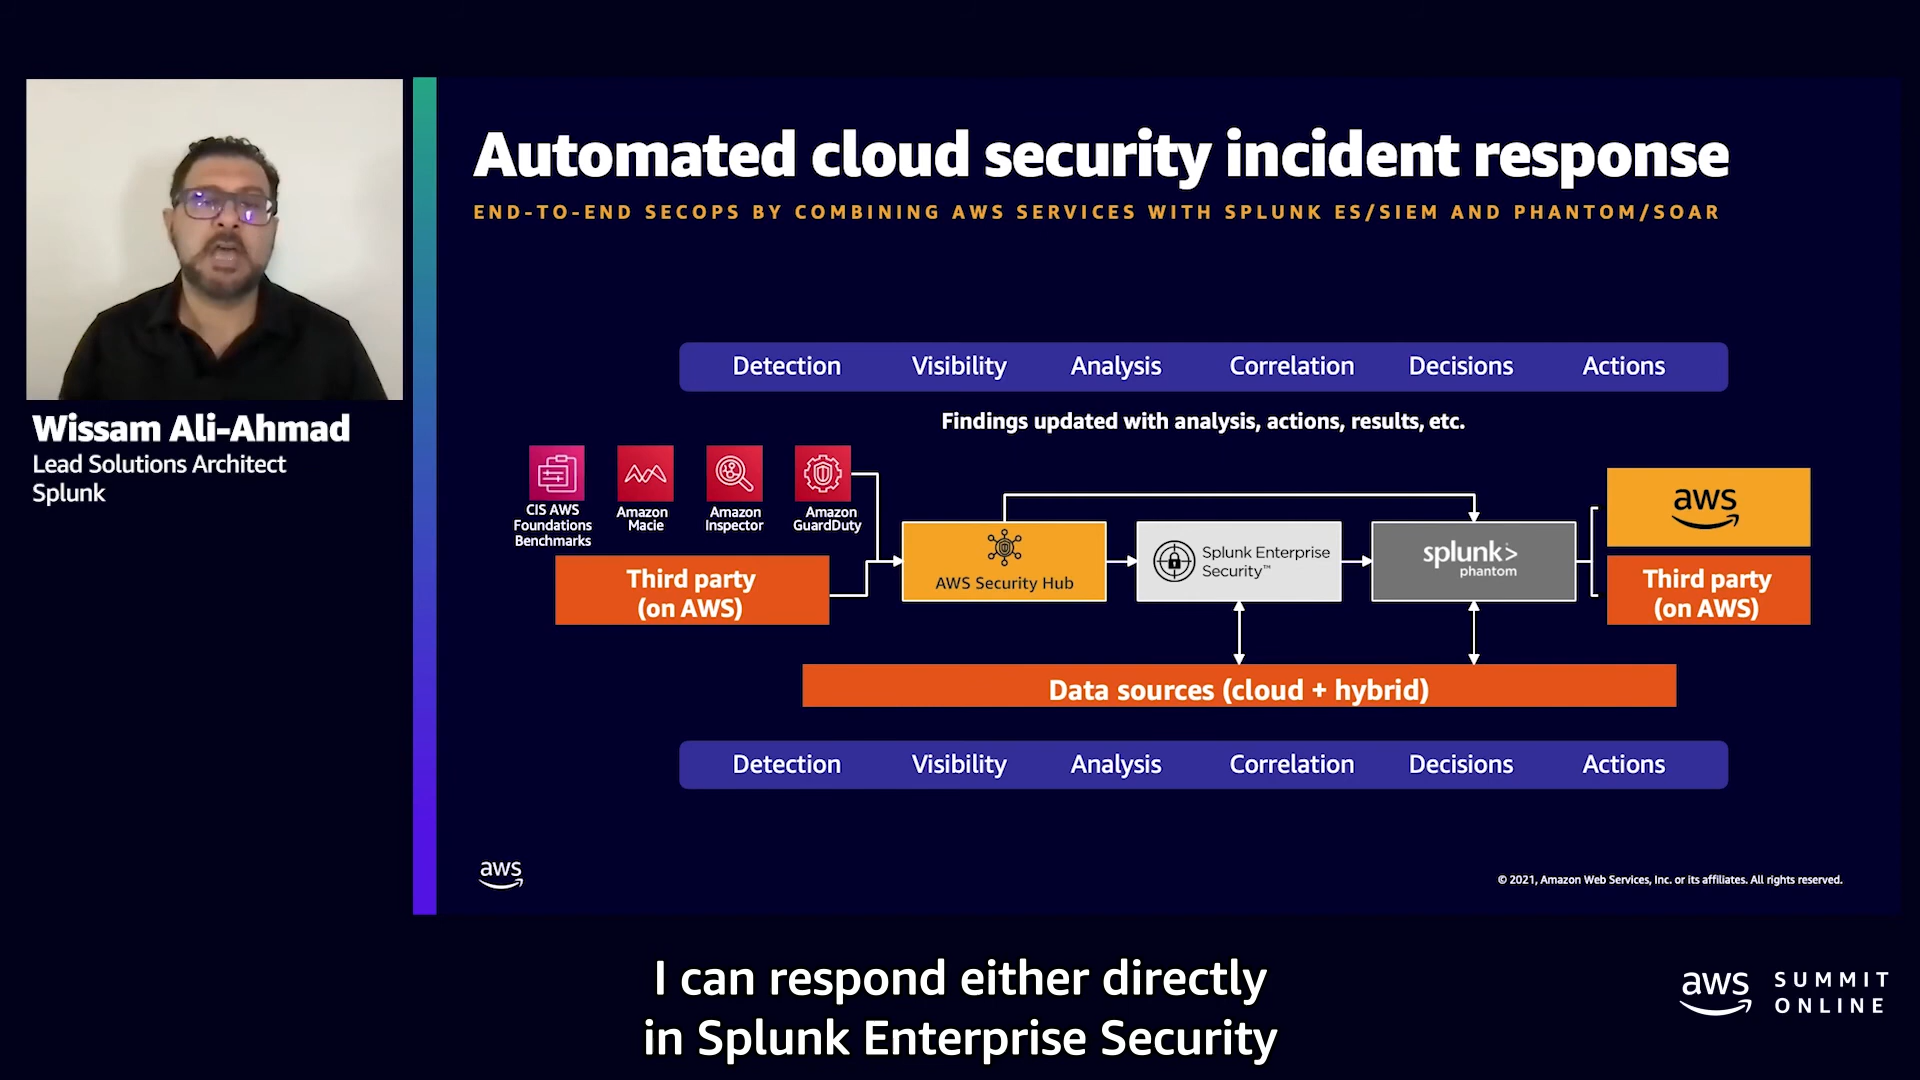 Automated cloud security incident response
END-TO-END SECOPS BY COMBINING AWS SERVICES WITH SPLUNK ES/SIEM AND PHANTOM/SOAR
Wissam Ali-Ahmad
Lead Solutions Architect
Splunk
Detection Visibility Analysis Correlation Decisions Actions
Findings updated with analysis, actions, results, etc.
CIS AWS
Foundations
Benchmarks
Amazon
Macie
Amazon
Inspector
Amazon
GuardDuty
Third party
(on AWS)
AWS Security Hub
Splunk Enterprise
Security™
splunk>
phantom
aws
Third party
(on AWS)
Data sources (cloud + hybrid)
Detection Visibility Analysis Correlation Decisions Actions
aws
© 2021, Amazon Web Services, Inc. or its affiliates. All rights reserved.
I can respond either directly
in Splunk Enterprise Security
aws
SUMMIT
ONLINE